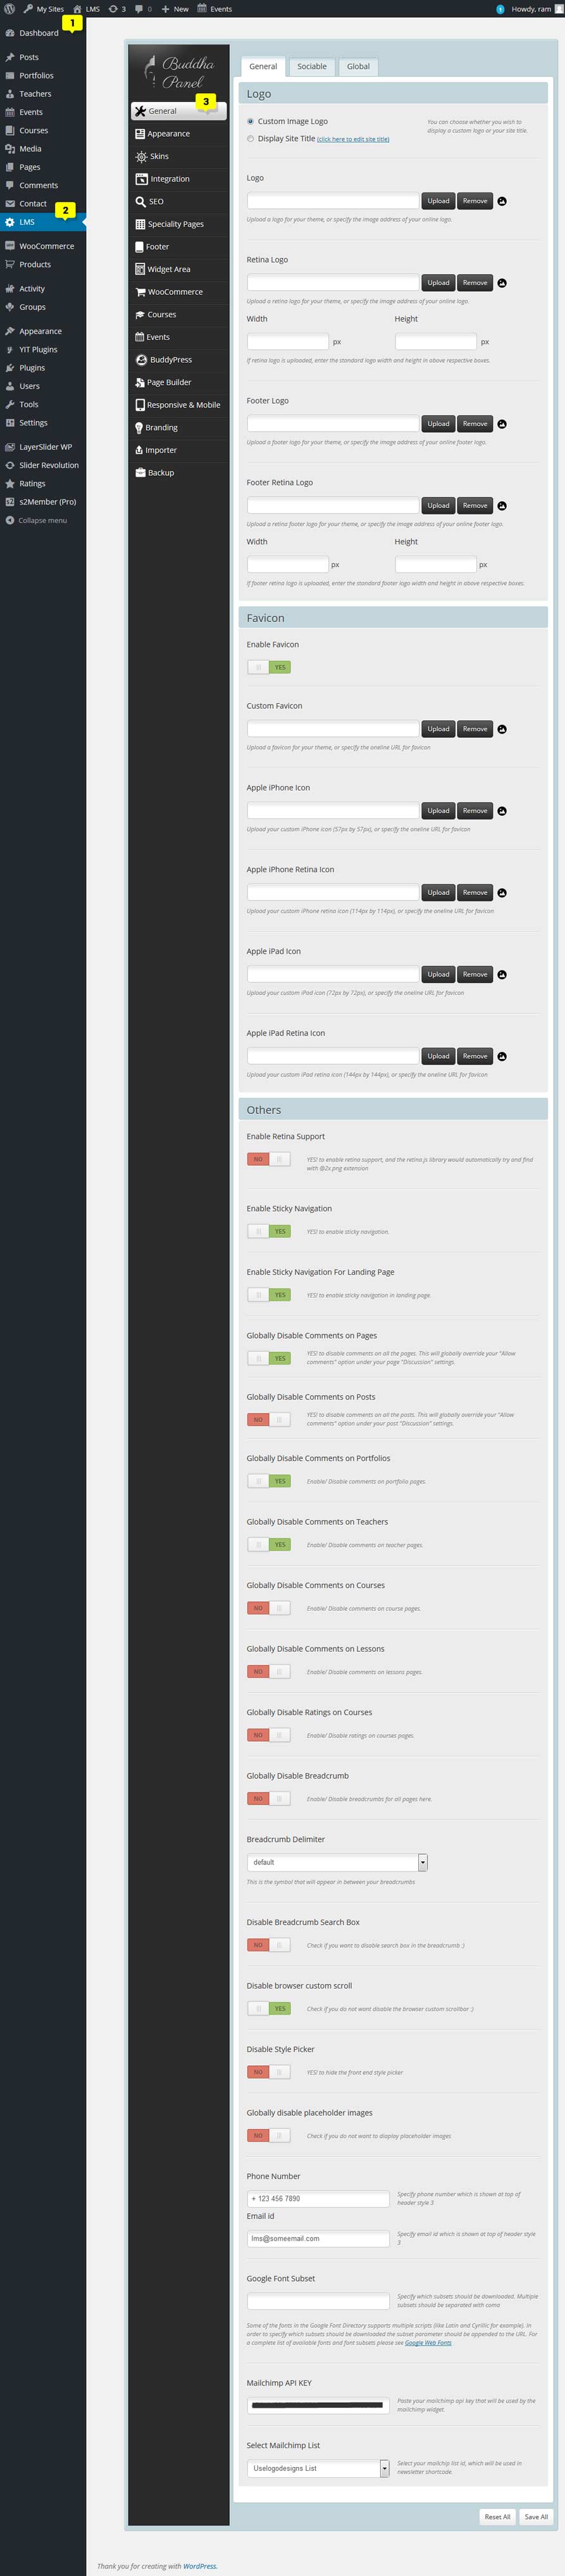 My Sites LMS 3 0 New Events 1 Howdy, ram
1
Dashboard
Posts
Portfolios
Teachers
Events
Courses
Media
Pages
Comments
Contact
2
LMS
WooCommerce
Products
Activity
Groups
Appearance
YIT Plugins
Plugins
Users
Tools
Settings
LayerSlider WP
Slider Revolution
Ratings
s2Member (Pro)
Collapse menu
Buddha
Panel
3
General
Appearance
Skins
Integration
SEO
Speciality Pages
Footer
Widget Area
WooCommerce
Courses
Events
BuddyPress
Page Builder
Responsive & Mobile
Branding
Importer
Backup
General Sociable Global
Logo
Custom Image Logo
Display Site Title (click here to edit site title)
You can choose whether you wish to
display a custom logo or your site title.
Logo
Upload Remove
Upload a logo for your theme, or specify the image address of your online logo.
Retina Logo
Upload Remove
Upload a retina logo for your theme, or specify the image address of your online logo.
Width Height
px px
If retina logo is uploaded, enter the standard logo width and height in above respective boxes.
Footer Logo
Upload Remove
Upload a footer logo for your theme, or specify the image address of your online footer logo.
Footer Retina Logo
Upload Remove
Upload a retina footer logo for your theme, or specify the image address of your online footer logo.
Width Height
px px
If footer retina logo is uploaded, enter the standard footer logo width and height in above respective boxes.
Favicon
Enable Favicon
YES
Custom Favicon
Upload Remove
Upload a favicon for your theme, or specify the oneline URL for favicon
Apple iPhone Icon
Upload Remove
Upload your custom iPhone icon (57px by 57px), or specify the oneline URL for favicon
Apple iPhone Retina Icon
Upload Remove
Upload your custom iPhone retina icon (114px by 114px), or specify the oneline URL for favicon
Apple iPad Icon
Upload Remove
Upload your custom iPad icon (72px by 72px), or specify the oneline URL for favicon
Apple iPad Retina Icon
Upload Remove
Upload your custom iPad retina icon (144px by 144px), or specify the oneline URL for favicon
Others
Enable Retina Support
NO
YES! to enable retina support, and the retina.js library would automatically try and find
with @2x.png extension
Enable Sticky Navigation
YES YES! to enable sticky navigation.
Enable Sticky Navigation For Landing Page
YES YES! to enable sticky navigation in landing page.
Globally Disable Comments on Pages
YES
YES! to disable comments on all the pages. This will globally override your "Allow
comments" option under your page "Discussion" settings.
Globally Disable Comments on Posts
NO
YES! to disable comments on all the posts. This will globally override your "Allow
comments" option under your post "Discussion" settings.
Globally Disable Comments on Portfolios
YES Enable/ Disable comments on portfolio pages.
Globally Disable Comments on Teachers
YES Enable/ Disable comments on teacher pages.
Globally Disable Comments on Courses
NO Enable/ Disable comments on course pages.
Globally Disable Comments on Lessons
NO Enable/ Disable comments on lessons pages.
Globally Disable Ratings on Courses
NO Enable/ Disable ratings on courses pages.
Globally Disable Breadcrumb
NO Enable/ Disable breadcrumbs for all pages here.
Breadcrumb Delimiter
default
This is the symbol that will appear in between your breadcrumbs
Disable Breadcrumb Search Box
NO Check if you want to disable search box in the breadcrumb :)
Disable browser custom scroll
YES Check if you do not want disable the browser custom scrollbar :)
Disable Style Picker
NO YES! to hide the front end style picker
Globally disable placeholder images
NO Check if you do not want to display placeholder images
Phone Number
+ 123 456 7890
Specify phone number which is shown at top of
header style 3
Email id
lms@someemail.com
Specify email id which is shown at top of header style
3
Google Font Subset
Specify which subsets should be downloaded. Multiple
subsets should be separated with coma
Some of the fonts in the Google Font Directory supports multiple scripts (like Latin and Cyrillic for example). In
order to specify which subsets should be downloaded the subset parameter should be appended to the URL. For
a complete list of available fonts and font subsets please see Google Web Fonts
Mailchimp API KEY
Paste your mailchimp api key that will be used by the
mailchimp widget.
Select Mailchimp List
Uselogodesigns List
Select your mailchip list id, which will be used in
newsletter shortcode.
Reset All Save All
Thank you for creating with WordPress.